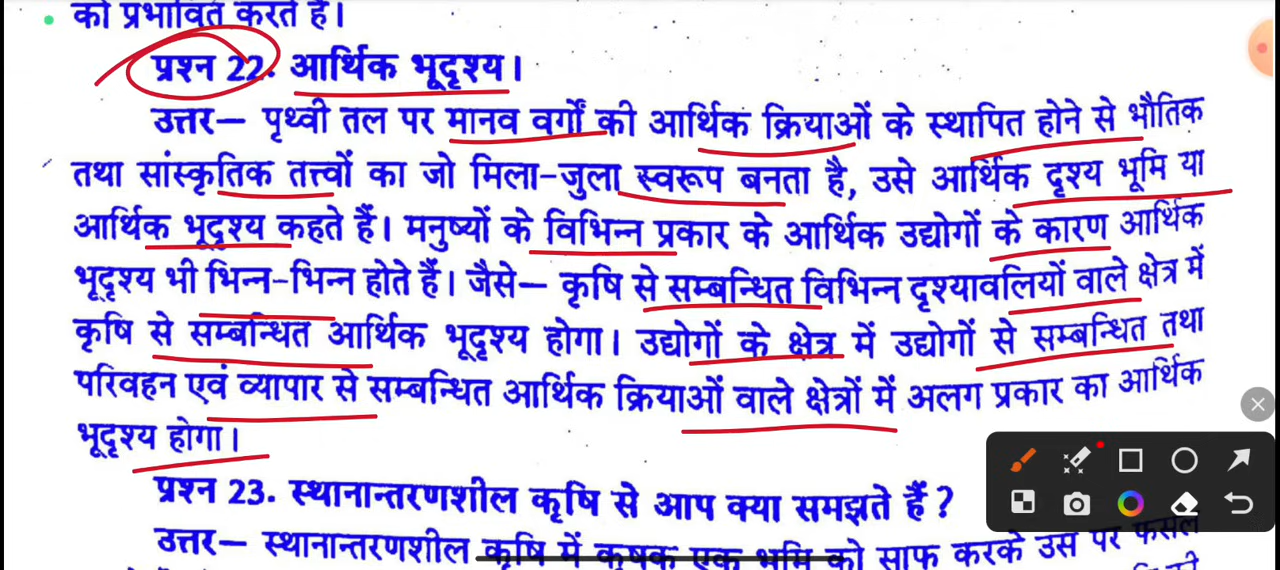 को प्रभावित करते हैं।
प्रश्न 22. आर्थिक भूदृश्य।
उत्तर— पृथ्वी तल पर मानव वर्गों की आर्थिक क्रियाओं के स्थापित होने से भौतिक
तथा सांस्कृतिक तत्त्वों का जो मिला-जुला स्वरूप बनता है, उसे आर्थिक दृश्य भूमि या
आर्थिक भूदृश्य कहते हैं। मनुष्यों के विभिन्न प्रकार के आर्थिक उद्योगों के कारण आर्थिक
भूदृश्य भी भिन्न-भिन्न होते हैं। जैसे— कृषि से सम्बन्धित विभिन्न दृश्यावलियों वाले क्षेत्र में
कृषि से सम्बन्धित आर्थिक भूदृश्य होगा। उद्योगों के क्षेत्र में उद्योगों से सम्बन्धित तथा
परिवहन एवं व्यापार से सम्बन्धित आर्थिक क्रियाओं वाले क्षेत्रों में अलग प्रकार का आर्थिक
भूदृश्य होगा।
प्रश्न 23. स्थानान्तरणशील कृषि से आप क्या समझते हैं ?
उत्तर— स्थानान्तरणशील कृषि में कृषक एक भूमि को साफ करके उस पर फसल